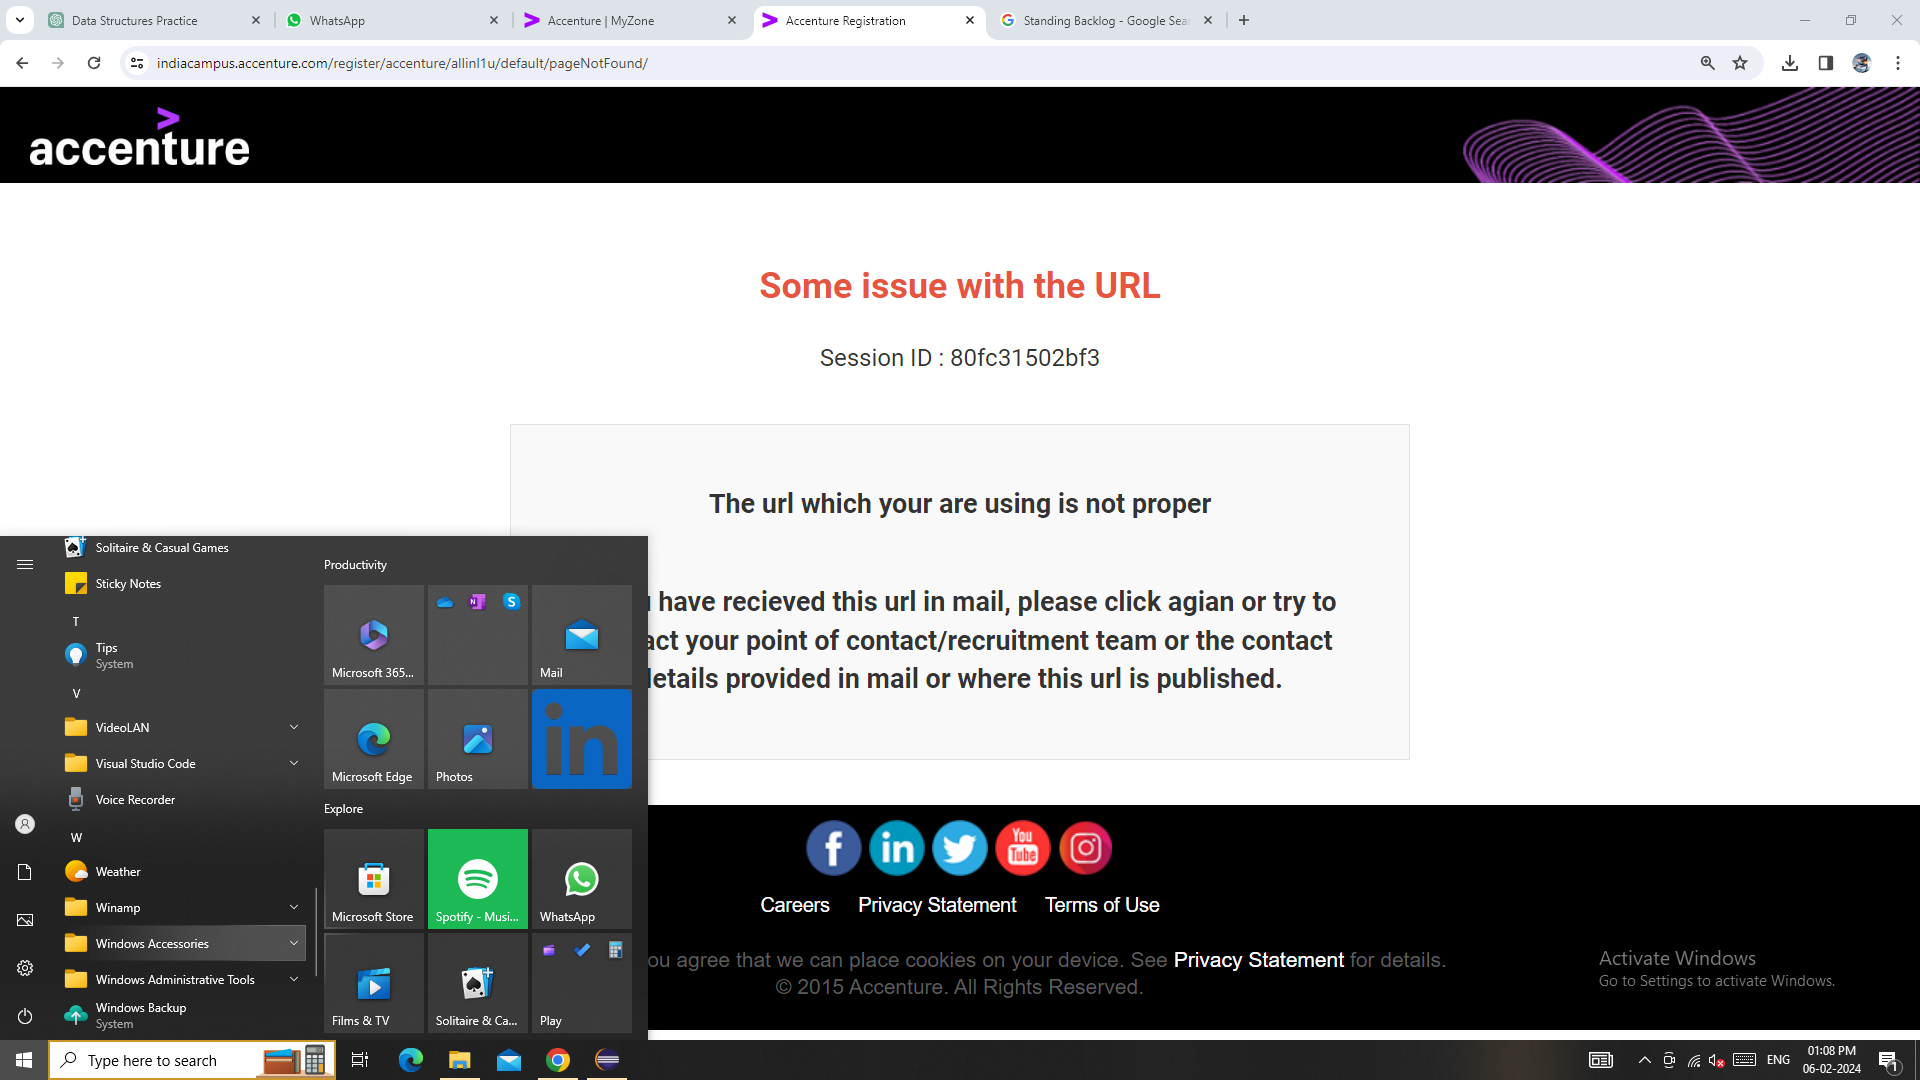 Data Structures Practice
WhatsApp
Accenture | MyZone
Accenture Registration
Standing Backlog - Google Sea
indiacampus.accenture.com/register/accenture/allinl1u/default/pageNotFound/
accenture
Some issue with the URL
Session ID : 80fc31502bf3
The url which your are using is not proper
have recieved this url in mail, please click agian or try to
act your point of contact/recruitment team or the contact
details provided in mail or where this url is published.
Solitaire & Casual Games
Sticky Notes
T
Tips
System
V
VideoLAN
Visual Studio Code
Voice Recorder
W
Weather
Winamp
Windows Accessories
Windows Administrative Tools
Windows Backup
System
Productivity
Microsoft 365...
N
S
Mail
Microsoft Edge
Photos
in
Explore
Microsoft Store
Spotify - Musi...
WhatsApp
Films & TV
Solitaire & Ca...
Play
f
in
You
Tube
Careers
Privacy Statement
Terms of Use
ou agree that we can place cookies on your device. See Privacy Statement for details.
© 2015 Accenture. All Rights Reserved.
Activate Windows
Go to Settings to activate Windows.
Type here to search
ENG
01:08 PM
06-02-2024
1